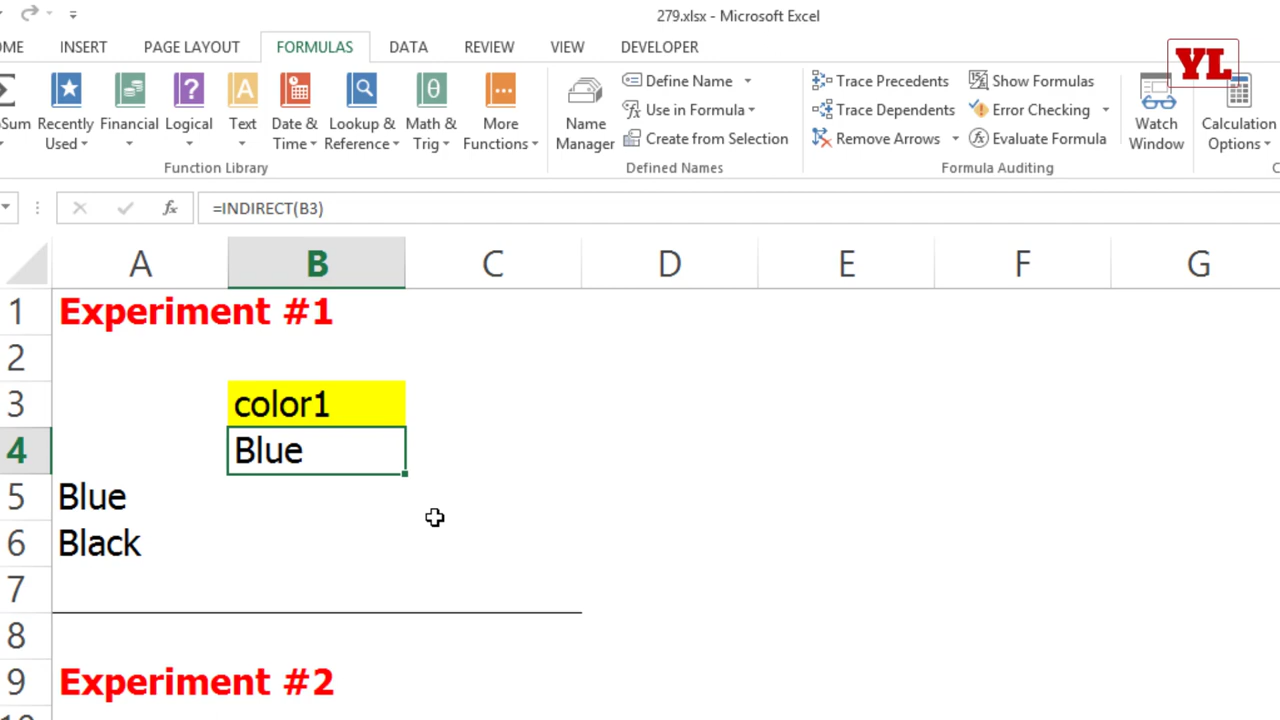 279.xlsx - Microsoft Excel
OME INSERT PAGE LAYOUT FORMULAS DATA REVIEW VIEW DEVELOPER
YL
Sum
Recently Used
Financial
Logical
Text
Date & Time
Lookup & Reference
Math & Trig
More Functions
Function Library
Name Manager
Define Name
Use in Formula
Create from Selection
Defined Names
Trace Precedents
Trace Dependents
Remove Arrows
Show Formulas
Error Checking
Evaluate Formula
Formula Auditing
Watch Window
Calculation Options
C
fx =INDIRECT(B3)
A B C D E F G
1 Experiment #1
2
3 color1
4 Blue
5 Blue
6 Black
7
8
9 Experiment #2
10